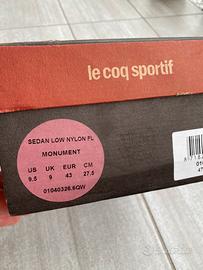 le coq sportif
SEDAN LOW NYLON FL
MONUMENT
US UK EUR CM
9.5 9 43 27.5
01040326.6QW